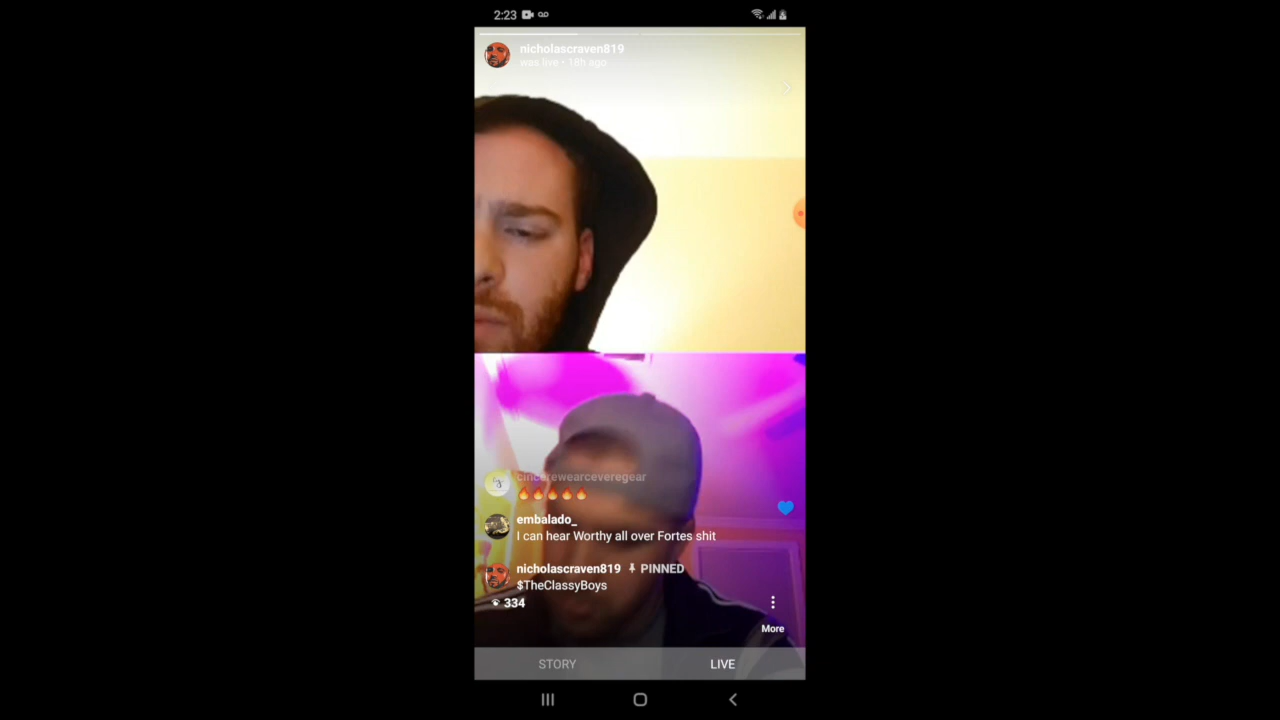 2:23
nicholascraven819
was live • 18h ago
cincerewearceveregear
🔥🔥🔥🔥🔥
embalado_
I can hear Worthy all over Fortes shit
nicholascraven819 PINNED
$TheClassyBoys
334
More
STORY LIVE